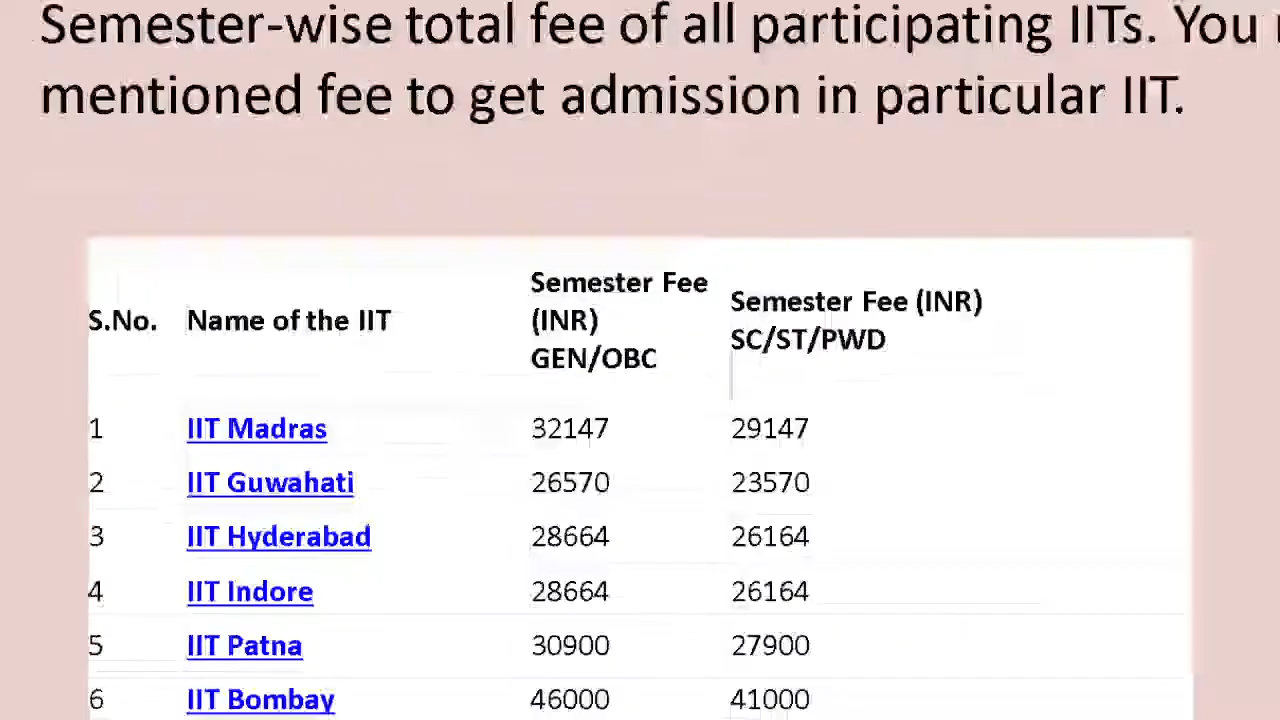 Semester-wise total fee of all participating IITs. You
mentioned fee to get admission in particular IIT.
S.No. Name of the IIT Semester Fee (INR) GEN/OBC Semester Fee (INR) SC/ST/PWD
1 IIT Madras 32147 29147
2 IIT Guwahati 26570 23570
3 IIT Hyderabad 28664 26164
4 IIT Indore 28664 26164
5 IIT Patna 30900 27900
6 IIT Bombay 46000 41000